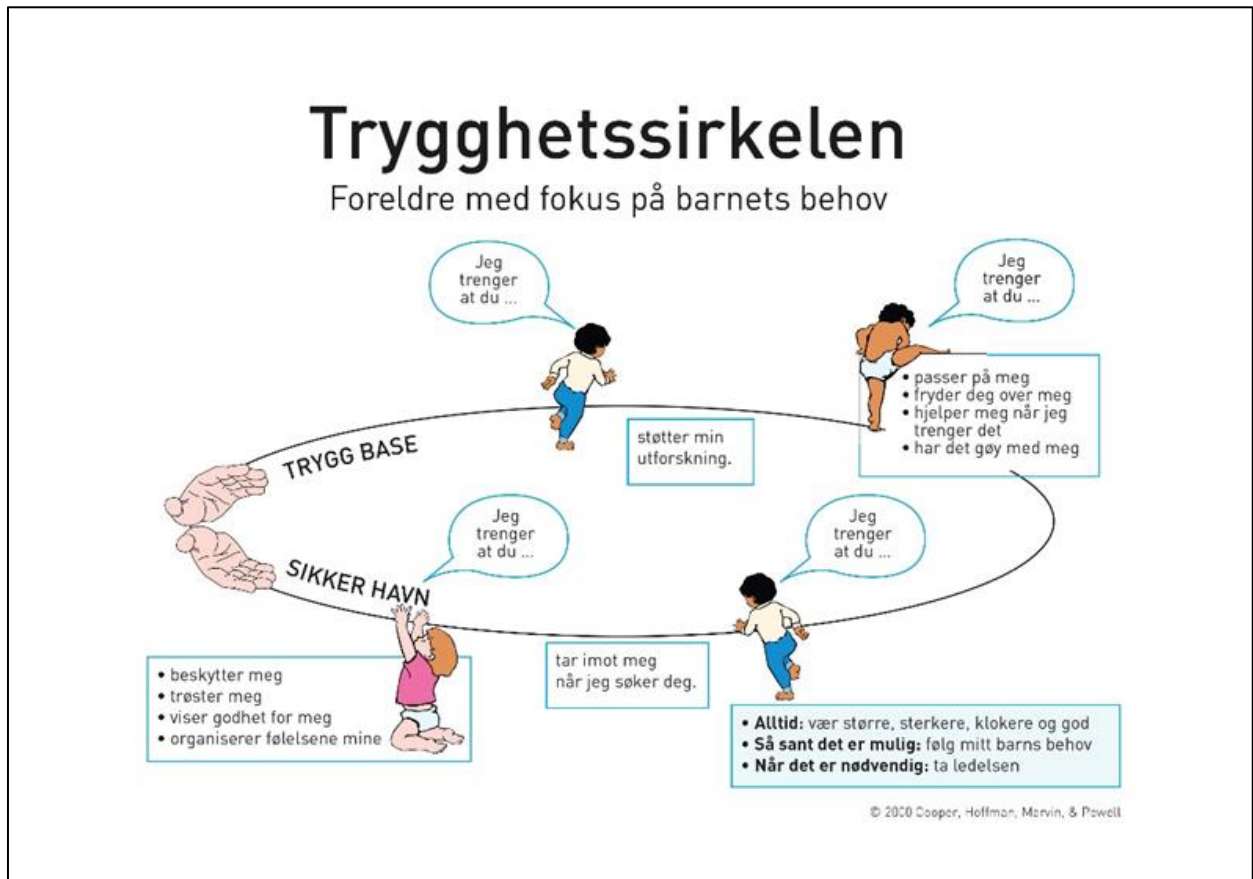 Trygghetssirkelen
Foreldre med fokus på barnets behov
Jeg
trenger
at du ...
Jeg
trenger
at du ...
• passer på meg
• fryder deg over meg
• hjelper meg når jeg
trenger det
• har det gøy med meg
støtter min
utforskning.
TRYGG BASE
SIKKER HAVN
Jeg
trenger
at du ...
Jeg
trenger
at du ...
• beskytter meg
• trøster meg
• viser godhet for meg
• organiserer følelsene mine
tar imot meg
når jeg søker deg.
• Alltid: vær større, sterkere, klokere og god
• Så sant det er mulig: følg mitt barns behov
• Når det er nødvendig: ta ledelsen
© 2000 Cooper, Hoffman, Marvin, & Powell